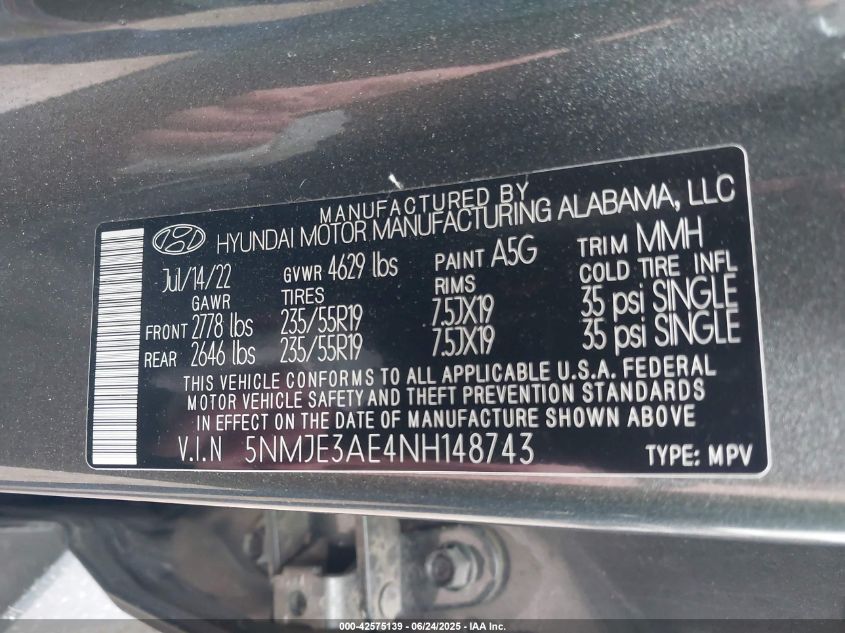 MANUFACTURED BY
HYUNDAI MOTOR MANUFACTURING ALABAMA, LLC
Jul/14/22 GVWR 4629 lbs PAINT A5G TRIM MMH
GAWR TIRES RIMS COLD TIRE INFL
FRONT 2778 lbs 235/55R19 7.5JX19 35 psi SINGLE
REAR 2646 lbs 235/55R19 7.5JX19 35 psi SINGLE
THIS VEHICLE CONFORMS TO ALL APPLICABLE U.S.A. FEDERAL
MOTOR VEHICLE SAFETY AND THEFT PREVENTION STANDARDS
IN EFFECT ON THE DATE OF MANUFACTURE SHOWN ABOVE
V.I.N 5NMJE3AE4NH148743 TYPE: MPV
000-42575139 - 06/24/2025 - IAA Inc.